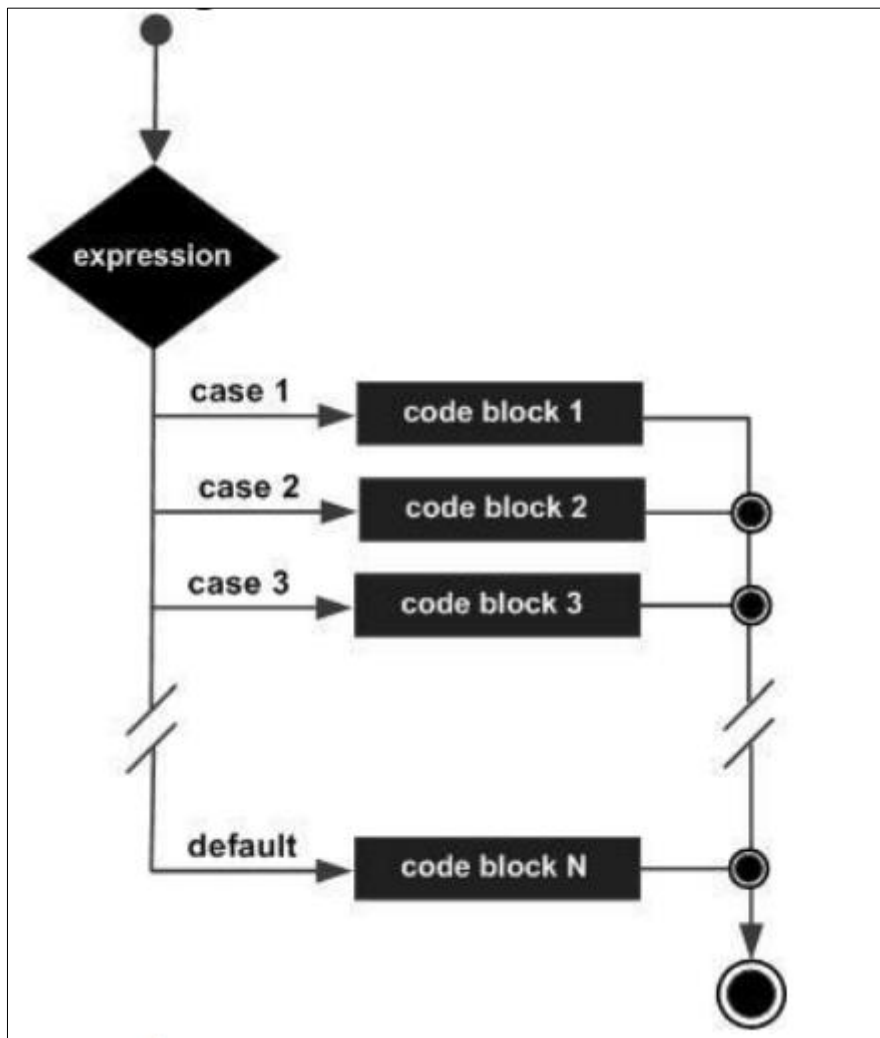 expression
case 1
code block 1
case 2
code block 2
case 3
code block 3
default
code block N